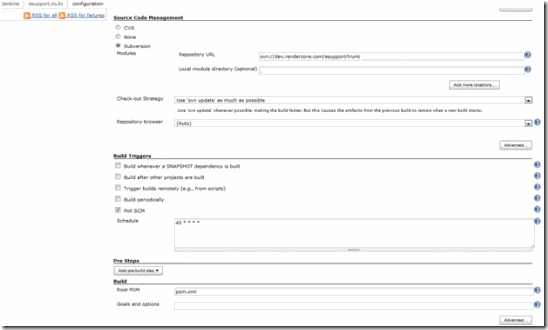 Jenkins esupport.co.kr configuration
RSS for all RSS for failures
Source Code Management
CVS
None
Subversion
Modules
Repository URL
svn://dev.rendercore.com/esupport/trunk
Local module directory (optional)
.
Add more locations...
Check-out Strategy
Use 'svn update' as much as possible
Use 'svn update' whenever possible, making the build faster. But this causes the artifacts from the previous build to remain when a new build starts.
Repository browser
(Auto)
Advanced...
Build Triggers
Build whenever a SNAPSHOT dependency is built
Build after other projects are built
Trigger builds remotely (e.g., from scripts)
Build periodically
Poll SCM
Schedule
45 * * * *
Pre Steps
Add pre-build step
Build
Root POM
pom.xml
Goals and options
Advanced...